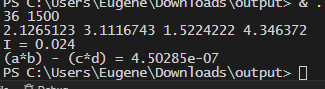 PS C:\Users\Eugene\Downloads\output> & .
36 1500
2.1265123 3.1116743 1.5224222 4.346372
I = 0.024
(a*b) - (c*d) = 4.50285e-07
PS C:\Users\Eugene\Downloads\output>
Debug